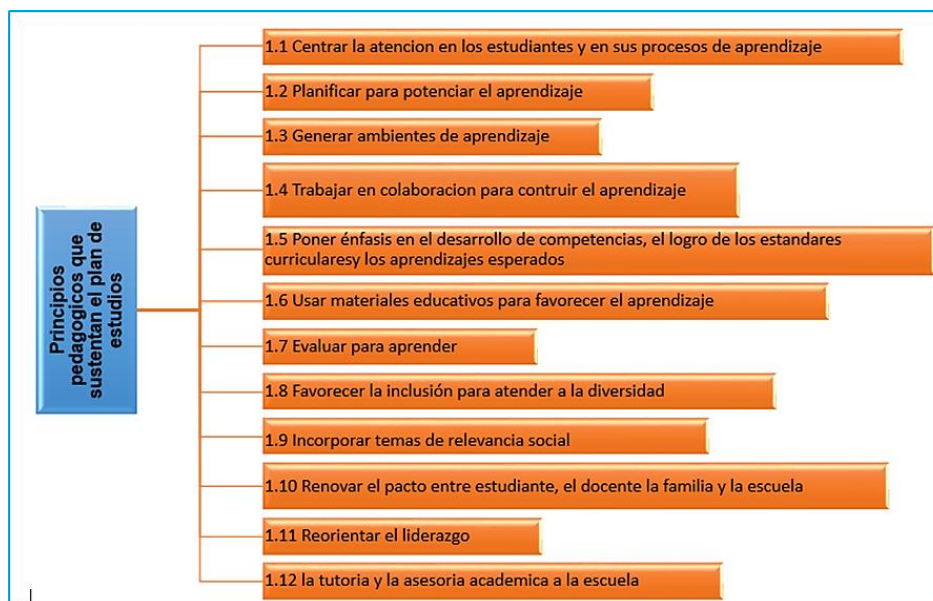 Principios
pedagogicos que
sustentan el plan de
estudios
1.1 Centrar la atencion en los estudiantes y en sus procesos de aprendizaje
1.2 Planificar para potenciar el aprendizaje
1.3 Generar ambientes de aprendizaje
1.4 Trabajar en colaboracion para contruir el aprendizaje
1.5 Poner énfasis en el desarrollo de competencias, el logro de los estandares
curricularesy los aprendizajes esperados
1.6 Usar materiales educativos para favorecer el aprendizaje
1.7 Evaluar para aprender
1.8 Favorecer la inclusión para atender a la diversidad
1.9 Incorporar temas de relevancia social
1.10 Renovar el pacto entre estudiante, el docente la familia y la escuela
1.11 Reorientar el liderazgo
1.12 la tutoria y la asesoria academica a la escuela